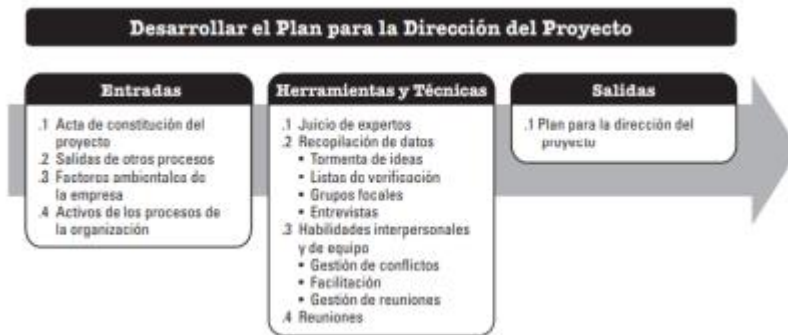 Desarrollar el Plan para la Dirección del Proyecto
Entradas
.1 Acta de constitución del
proyecto
.2 Salidas de otros procesos
.3 Factores ambientales de
la empresa
.4 Activos de los procesos de
la organización
Herramientas y Técnicas
.1 Juicio de expertos
.2 Recopilación de datos
• Tormenta de ideas
• Listas de verificación
• Grupos focales
• Entrevistas
.3 Habilidades interpersonales
y de equipo
• Gestión de conflictos
• Facilitación
• Gestión de reuniones
.4 Reuniones
Salidas
.1 Plan para la dirección del
proyecto